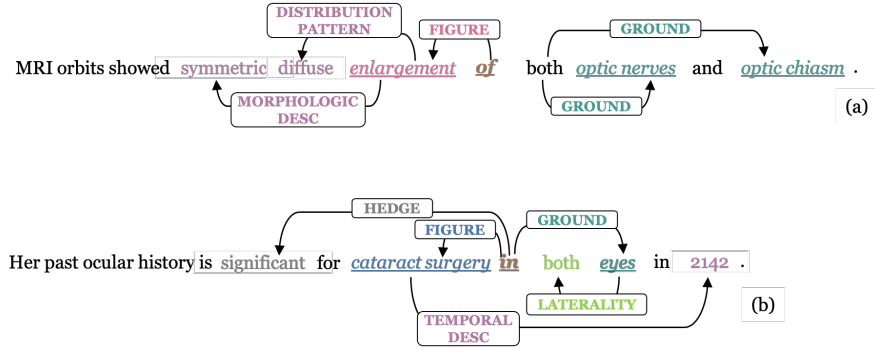 DISTRIBUTION
PATTERN
FIGURE
GROUND
MRI orbits showed symmetric diffuse enlargement of both optic nerves and optic chiasm .
MORPHOLOGIC
DESC
GROUND
(a)
HEDGE
FIGURE
GROUND
Her past ocular history is significant for cataract surgery in both eyes in 2142 .
LATERALITY
TEMPORAL
DESC
(b)